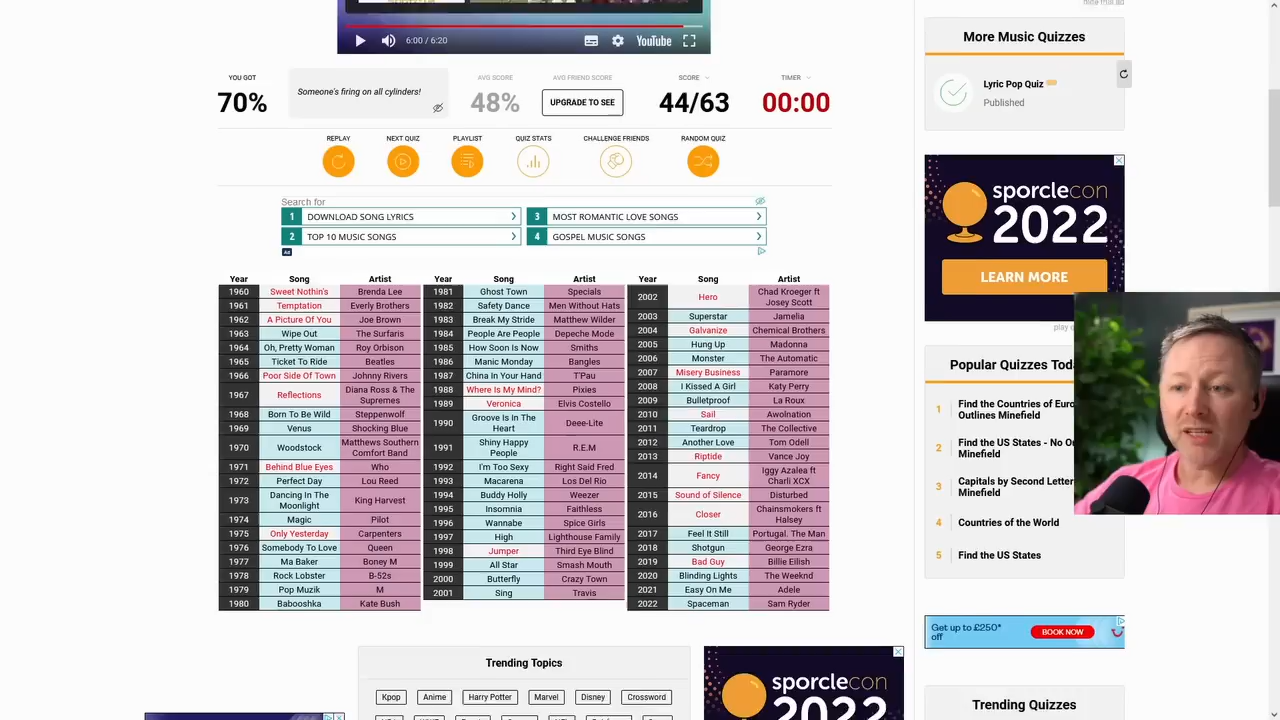 mine friuli ad
6:00 / 6:20
YouTube
More Music Quizzes
YOU GOT
70%
Someone's firing on all cylinders!
AVG SCORE
48%
AVG FRIEND SCORE
UPGRADE TO SEE
SCORE
44/63
TIMER
00:00
Lyric Pop Quiz
Published
REPLAY
NEXT QUIZ
PLAYLIST
QUIZ STATS
CHALLENGE FRIENDS
RANDOM QUIZ
Search for
1 DOWNLOAD SONG LYRICS
3 MOST ROMANTIC LOVE SONGS
2 TOP 10 MUSIC SONGS
4 GOSPEL MUSIC SONGS
Ad
sporclecon
2022
LEARN MORE
Year Song Artist
1960 Sweet Nothin's Brenda Lee
1961 Temptation Everly Brothers
1962 A Picture Of You Joe Brown
1963 Wipe Out The Surfaris
1964 Oh, Pretty Woman Roy Orbison
1965 Ticket To Ride Beatles
1966 Poor Side Of Town Johnny Rivers
1967 Reflections Diana Ross & The
Supremes
1968 Born To Be Wild Steppenwolf
1969 Venus Shocking Blue
1970 Woodstock Matthews Southern
Comfort Band
1971 Behind Blue Eyes Who
1972 Perfect Day Lou Reed
1973 Dancing In The
Moonlight King Harvest
1974 Magic Pilot
1975 Only Yesterday Carpenters
1976 Somebody To Love Queen
1977 Ma Baker Boney M
1978 Rock Lobster B-52s
1979 Pop Muzik M
1980 Babooshka Kate Bush
Year Song Artist
1981 Ghost Town Specials
1982 Safety Dance Men Without Hats
1983 Break My Stride Matthew Wilder
1984 People Are People Depeche Mode
1985 How Soon Is Now Smiths
1986 Manic Monday Bangles
1987 China In Your Hand T'Pau
1988 Where Is My Mind? Pixies
1989 Veronica Elvis Costello
1990 Groove Is In The
Heart Deee-Lite
1991 Shiny Happy
People R.E.M
1992 I'm Too Sexy Right Said Fred
1993 Macarena Los Del Rio
1994 Buddy Holly Weezer
1995 Insomnia Faithless
1996 Wannabe Spice Girls
1997 High Lighthouse Family
1998 Jumper Third Eye Blind
1999 All Star Smash Mouth
2000 Butterfly Crazy Town
2001 Sing Travis
Year Song Artist
2002 Hero Chad Kroeger ft
Josey Scott
2003 Superstar Jamelia
2004 Galvanize Chemical Brothers
2005 Hung Up Madonna
2006 Monster The Automatic
2007 Misery Business Paramore
2008 I Kissed A Girl Katy Perry
2009 Bulletproof La Roux
2010 Sail Awolnation
2011 Teardrop The Collective
2012 Another Love Tom Odell
2013 Riptide Vance Joy
2014 Fancy Iggy Azalea ft
Charli XCX
2015 Sound of Silence Disturbed
2016 Closer Chainsmokers ft
Halsey
2017 Feel It Still Portugal. The Man
2018 Shotgun George Ezra
2019 Bad Guy Billie Eilish
2020 Blinding Lights The Weeknd
2021 Easy On Me Adele
2022 Spaceman Sam Ryder
Popular Quizzes
1 Find the Countries of
Outlines Minefield
2 Find the US States - No
Minefield
3 Capitals by Second Letter
Minefield
4 Countries of the World
5 Find the US States
Get up to £250*
off
BOOK NOW
Trending Topics
Kpop
Anime
Harry Potter
Marvel
Disney
Crossword
sporclecon
2022
Trending Quizzes